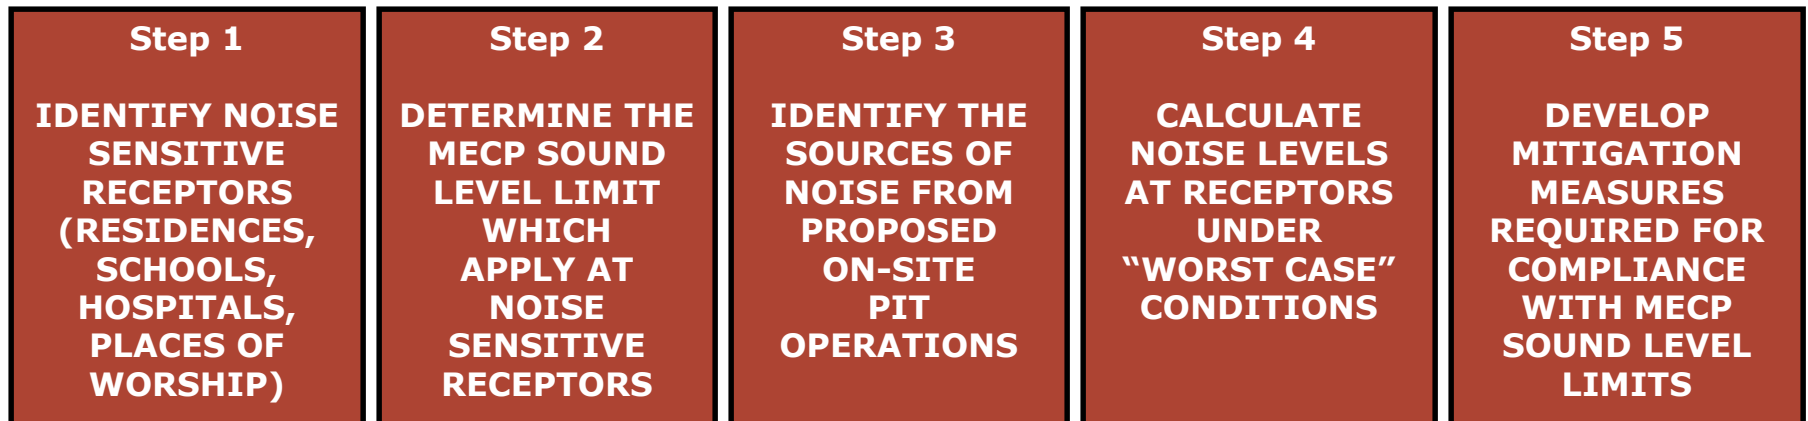 Step 1
IDENTIFY NOISE
SENSITIVE
RECEPTORS
(RESIDENCES,
SCHOOLS,
HOSPITALS,
PLACES OF
WORSHIP)
Step 2
DETERMINE THE
MECP SOUND
LEVEL LIMIT
WHICH
APPLY AT
NOISE
SENSITIVE
RECEPTORS
Step 3
IDENTIFY THE
SOURCES OF
NOISE FROM
PROPOSED
ON-SITE
PIT
OPERATIONS
Step 4
CALCULATE
NOISE LEVELS
AT RECEPTORS
UNDER
“WORST CASE”
CONDITIONS
Step 5
DEVELOP
MITIGATION
MEASURES
REQUIRED FOR
COMPLIANCE
WITH MECP
SOUND LEVEL
LIMITS